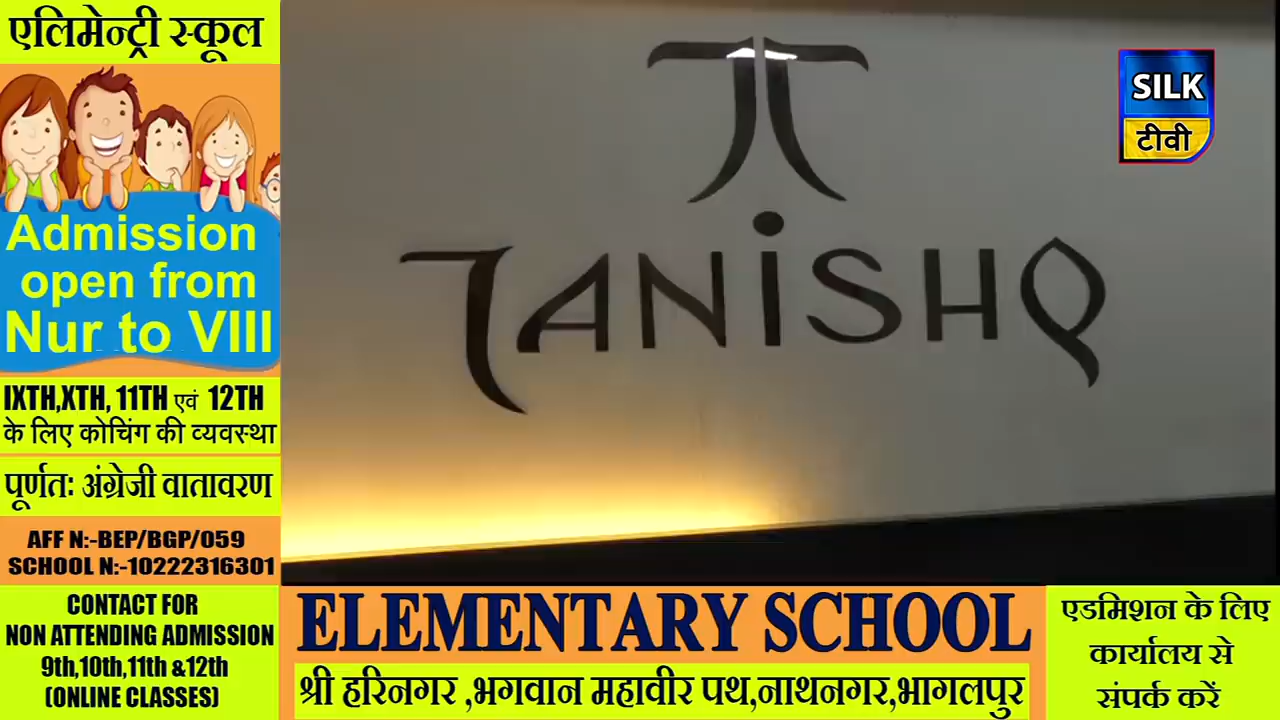 एलिमेन्ट्री स्कूल
Admission
open from
Nur to VIII
IXTH,XTH, 11TH एवं 12TH
के लिए कोचिंग की व्यवस्था
पूर्णतः अंग्रेजी वातावरण
AFF N:-BEP/BGP/059
SCHOOL N:-10222316301
CONTACT FOR
NON ATTENDING ADMISSION
9th,10th,11th &12th
(ONLINE CLASSES)
TANiSHQ
SILK
टीवी
ELEMENTARY SCHOOL
श्री हरिनगर ,भगवान महावीर पथ,नाथनगर,भागलपुर
एडमिशन के लिए
कार्यालय से
संपर्क करें